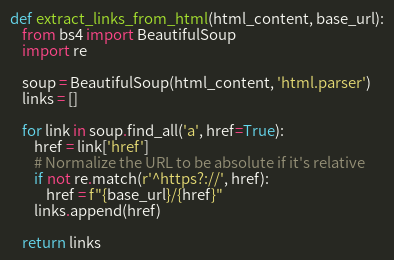 def extract_links_from_html(html_content, base_url):
    from bs4 import BeautifulSoup
    import re

    soup = BeautifulSoup(html_content, 'html.parser')
    links = []

    for link in soup.find_all('a', href=True):
        href = link['href']
        # Normalize the URL to be absolute if it's relative
        if not re.match(r'^https?://', href):
            href = f"{base_url}/{href}"
        links.append(href)

    return links